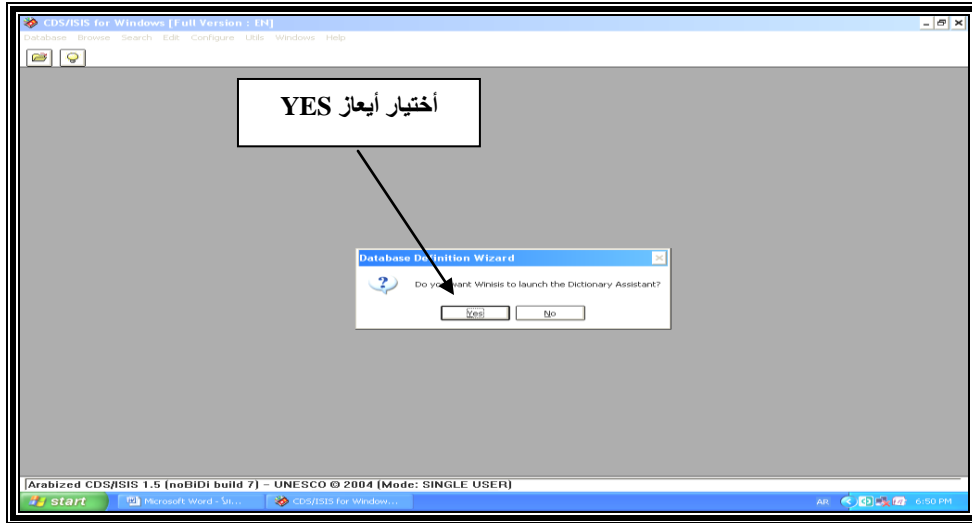 CDS/ISIS for Windows [Full Version : EN]
Database Browse Search Edit Configure Utils Windows Help
أختيار أيعاز YES
Database Definition Wizard
Do you want Winisis to launch the Dictionary Assistant?
Yes No
Arabized CDS/ISIS 1.5 (noBiDi build 7) – UNESCO © 2004 (Mode: SINGLE USER)
start Microsoft Word - CDS/ISIS for Window... AR 6:50 PM